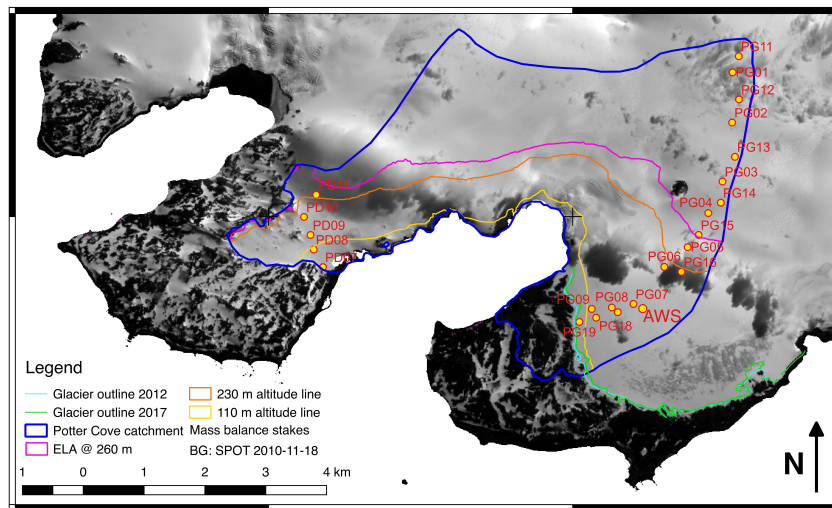 PG11
PG01
PG12
PG02
PG13
PG03
PG14
PG04
PG15
PG05
PG06
PG16
PD11
PD10
PD09
PD08
PG09
PG08
PG07
AWS
PG19
PG18
Legend
Glacier outline 2012
230 m altitude line
Glacier outline 2017
110 m altitude line
Potter Cove catchment
Mass balance stakes
ELA @ 260 m
BG: SPOT 2010-11-18
1 0 1 2 3 4 km
N